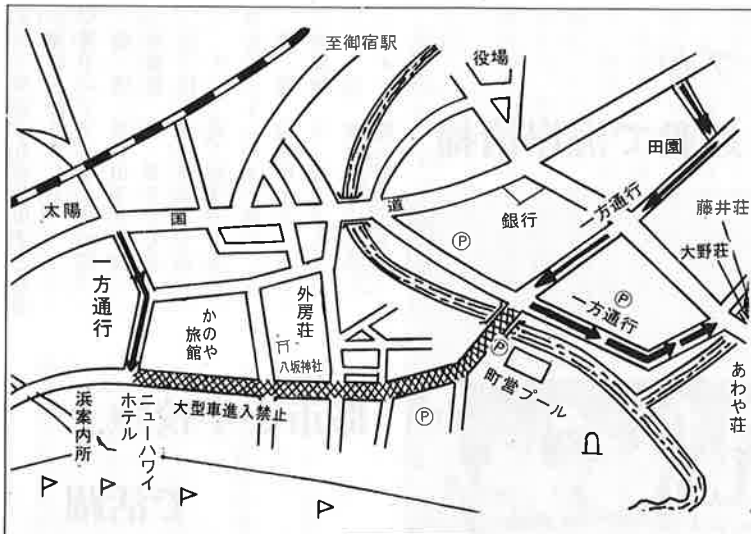 至御宿駅
役場
田園
太陽
国
道
銀行
一方通行
藤井荘
大野荘
一方通行
Ⓟ
Ⓟ
一方通行
かのや
旅館
外房荘
八坂神社
Ⓟ
町営プール
あわや荘
大型車進入禁止
Ⓟ
浜案内所
ニューハワイ
ホテル